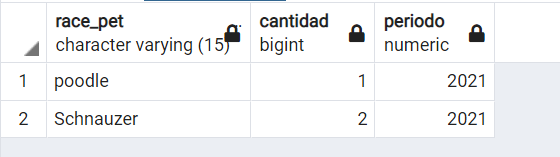 race_pet cantidad periodo
character varying (15) bigint numeric
1 poodle 1 2021
2 Schnauzer 2 2021